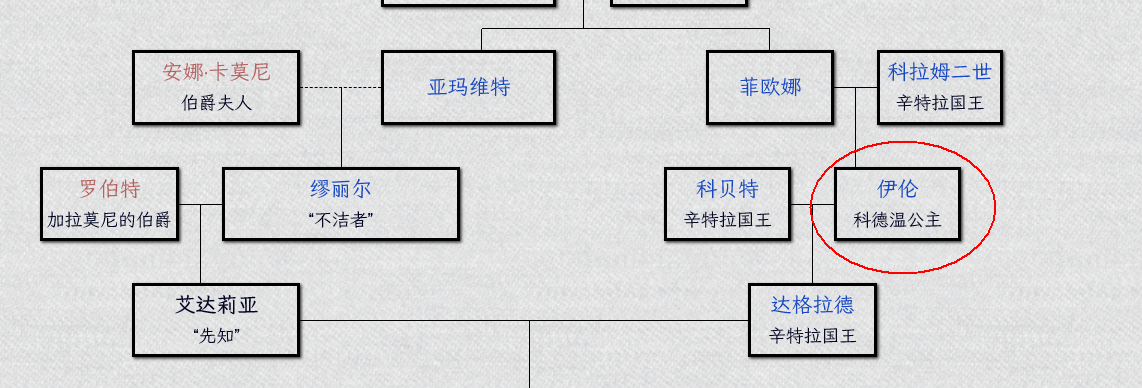 安娜·卡莫尼
伯爵夫人
亚玛维特
菲欧娜
科拉姆二世
辛特拉国王
罗伯特
加拉莫尼的伯爵
缪丽尔
“不洁者”
科贝特
辛特拉国王
伊伦
科德温公主
艾达莉亚
“先知”
达格拉德
辛特拉国王